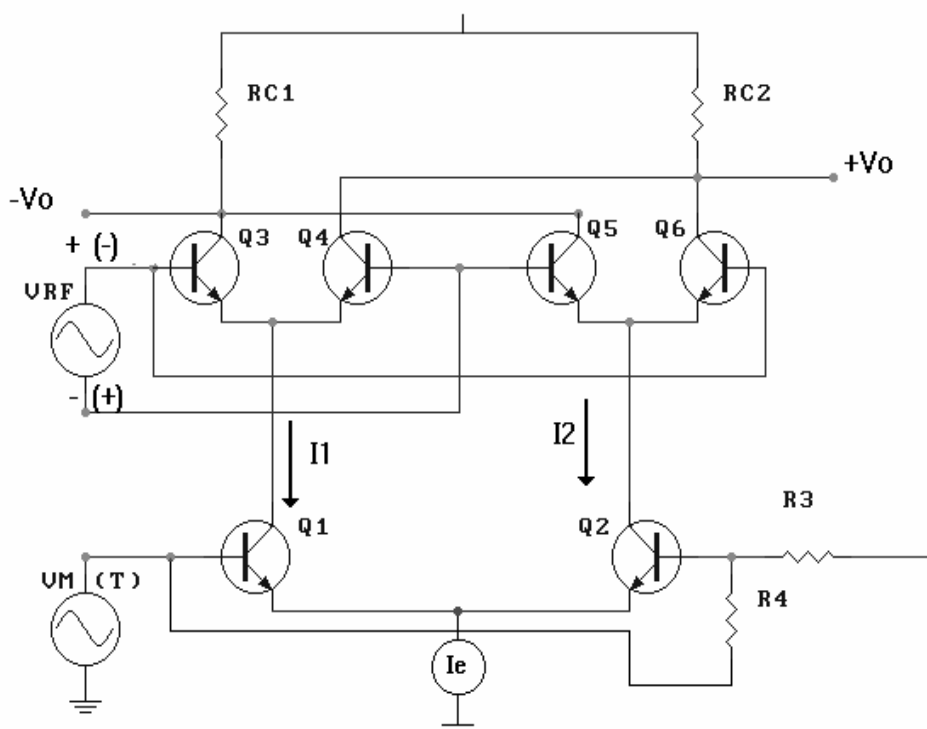 RC1
RC2
-Vo
+Vo
+ (-)
Q3
Q4
Q5
Q6
VRF
- (+)
I1
I2
Q1
Q2
R3
VM (T)
R4
Ie